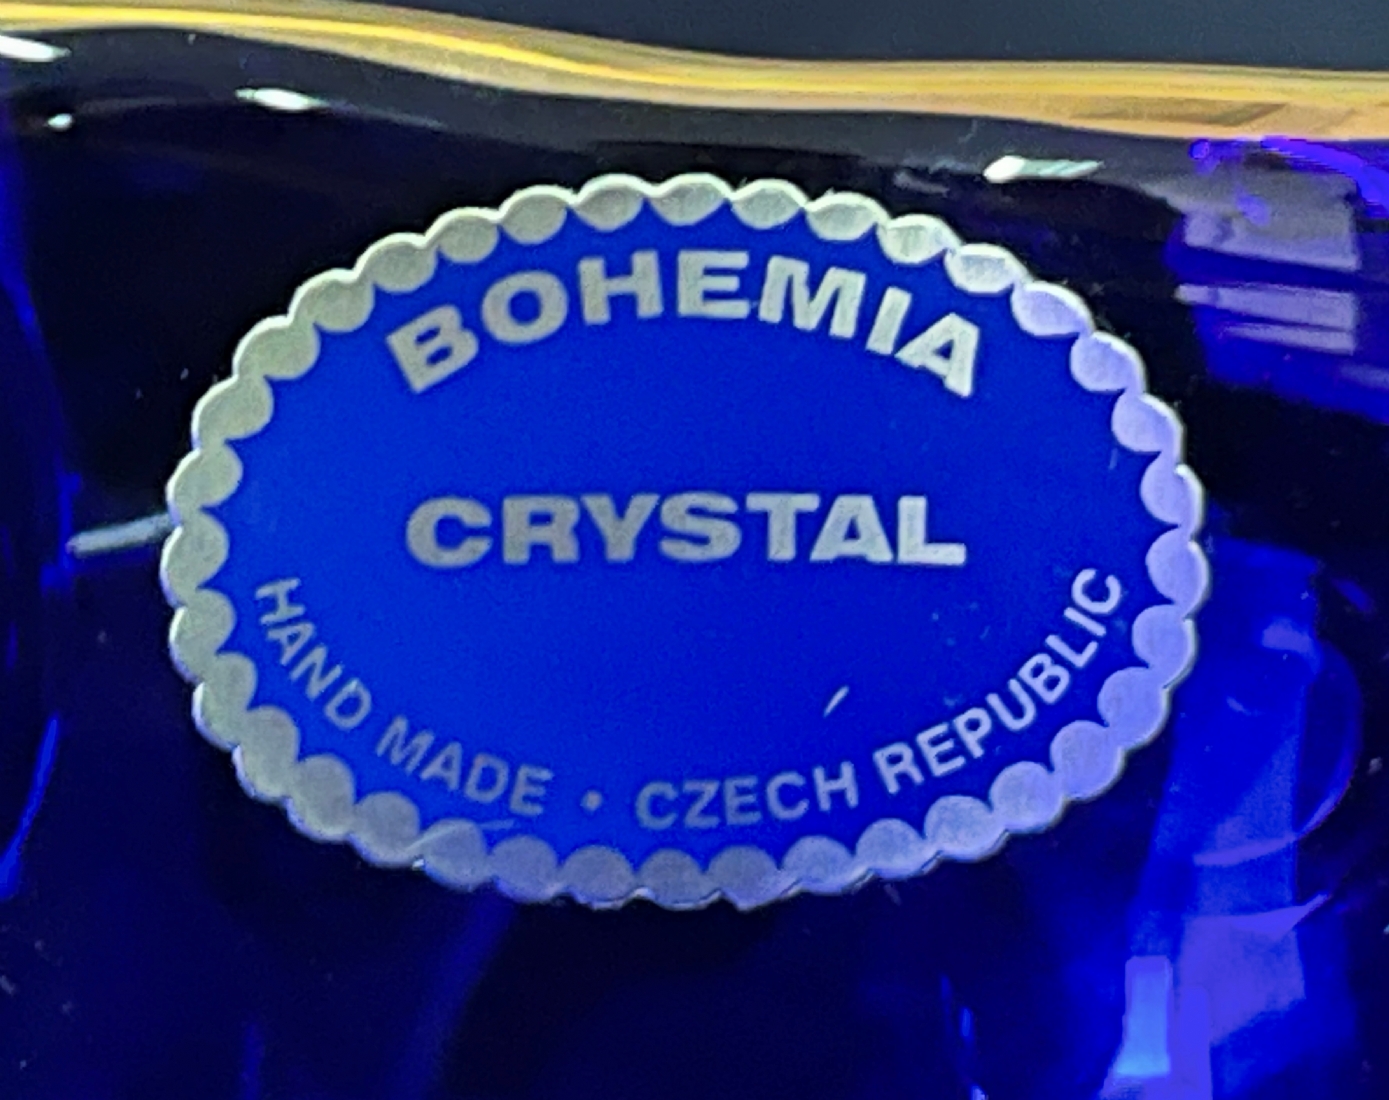 BOHEMIA
CRYSTAL
HAND MADE • CZECH REPUBLIC